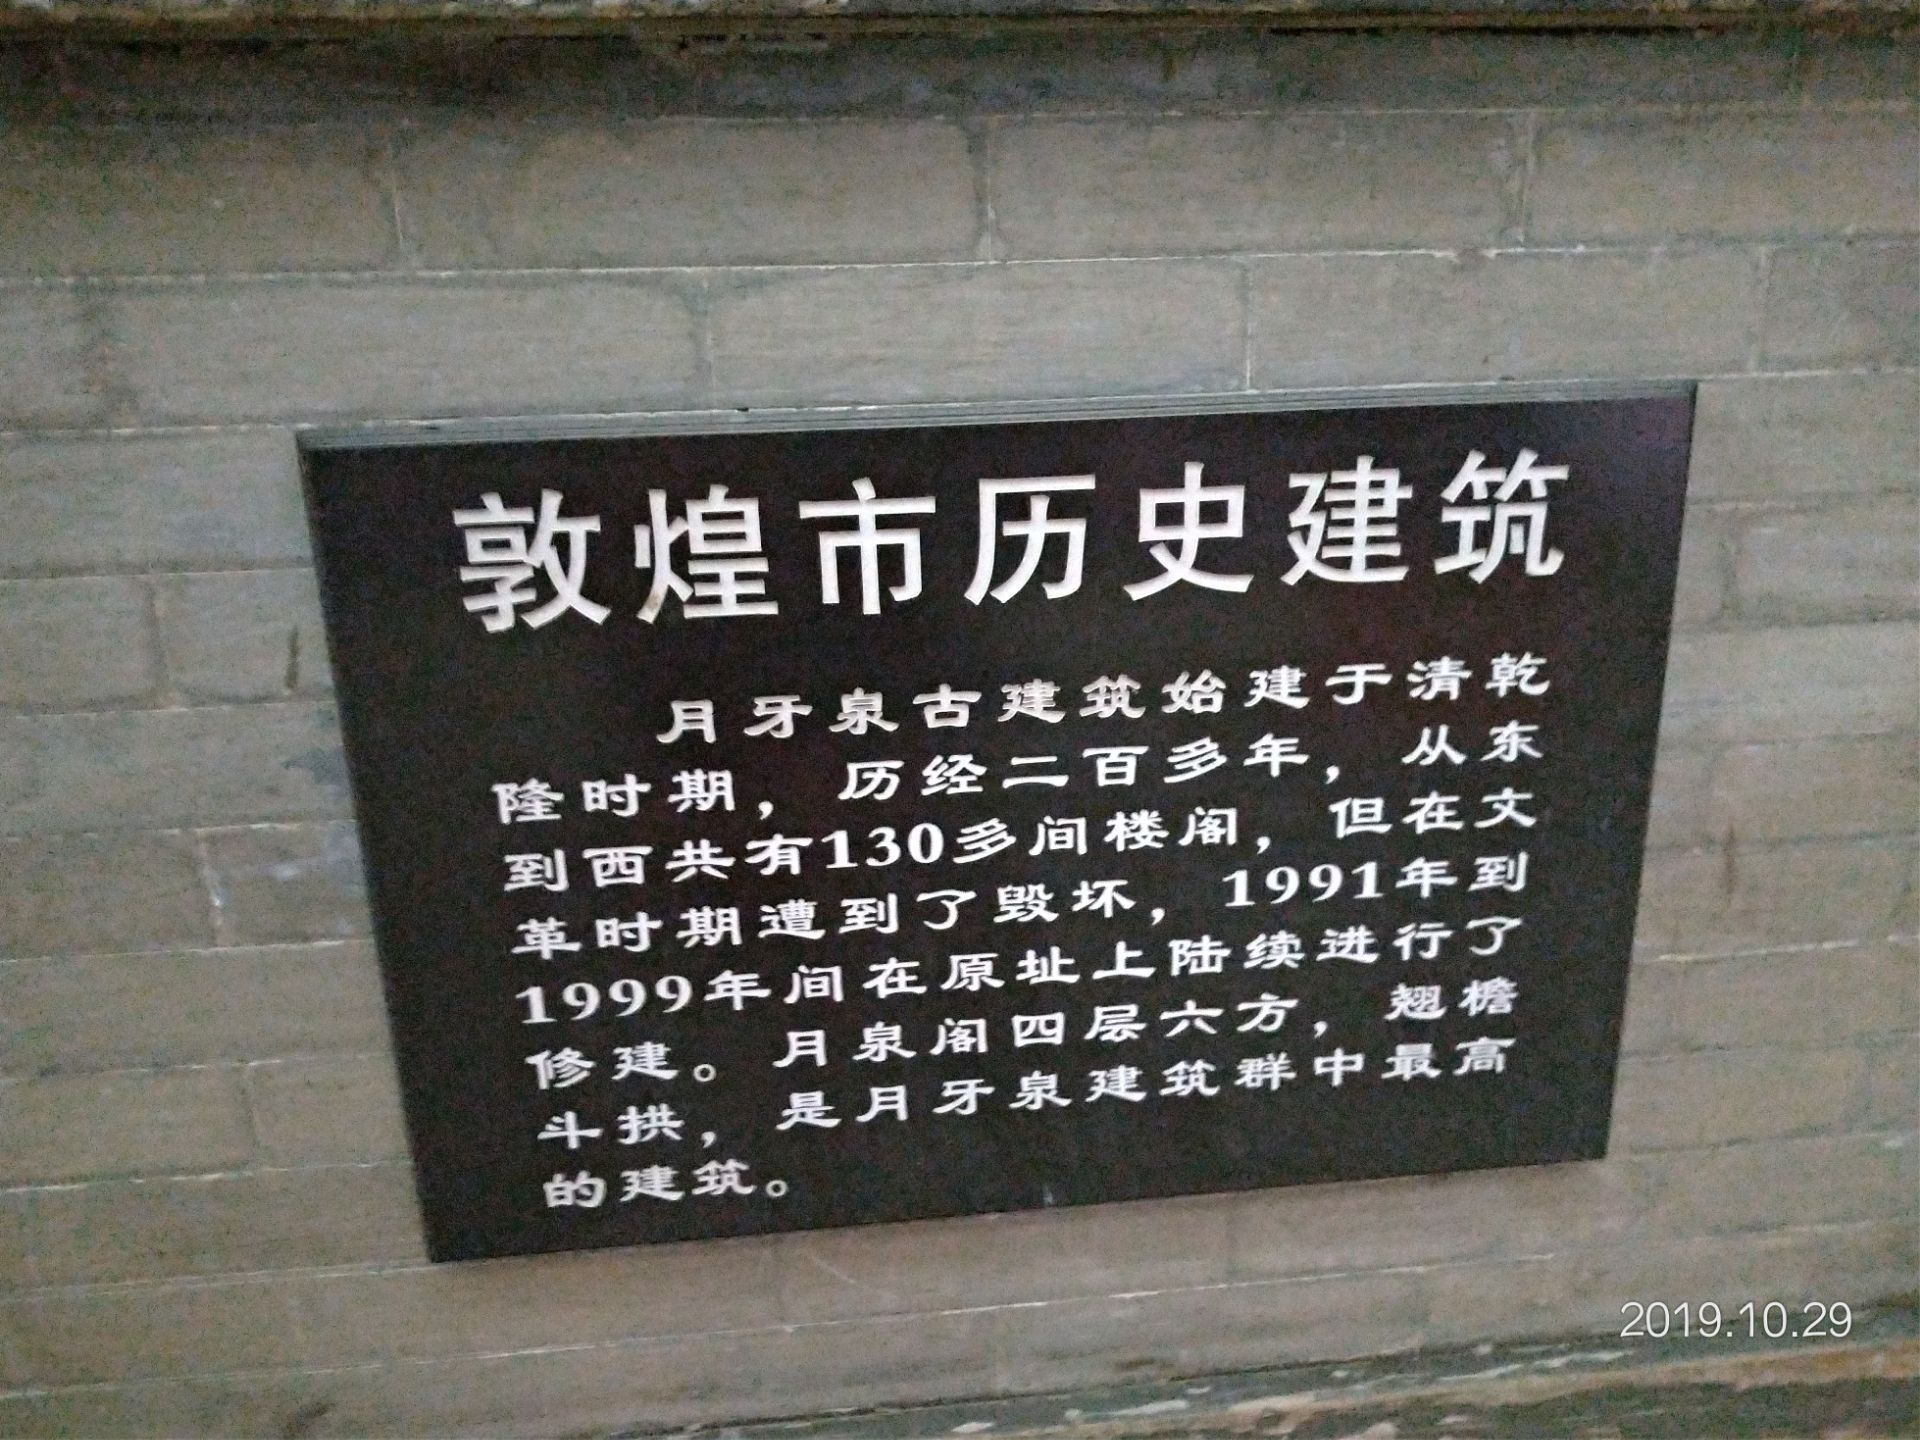 敦煌市历史建筑
月牙泉古建筑始建于清乾
隆时期，历经二百多年，从东
到西共有130多间楼阁，但在文
革时期遭到了毁坏，1991年到
1999年间在原址上陆续进行了
修建。月泉阁四层六方，翘檐
斗拱，是月牙泉建筑群中最高
的建筑。
2019.10.29